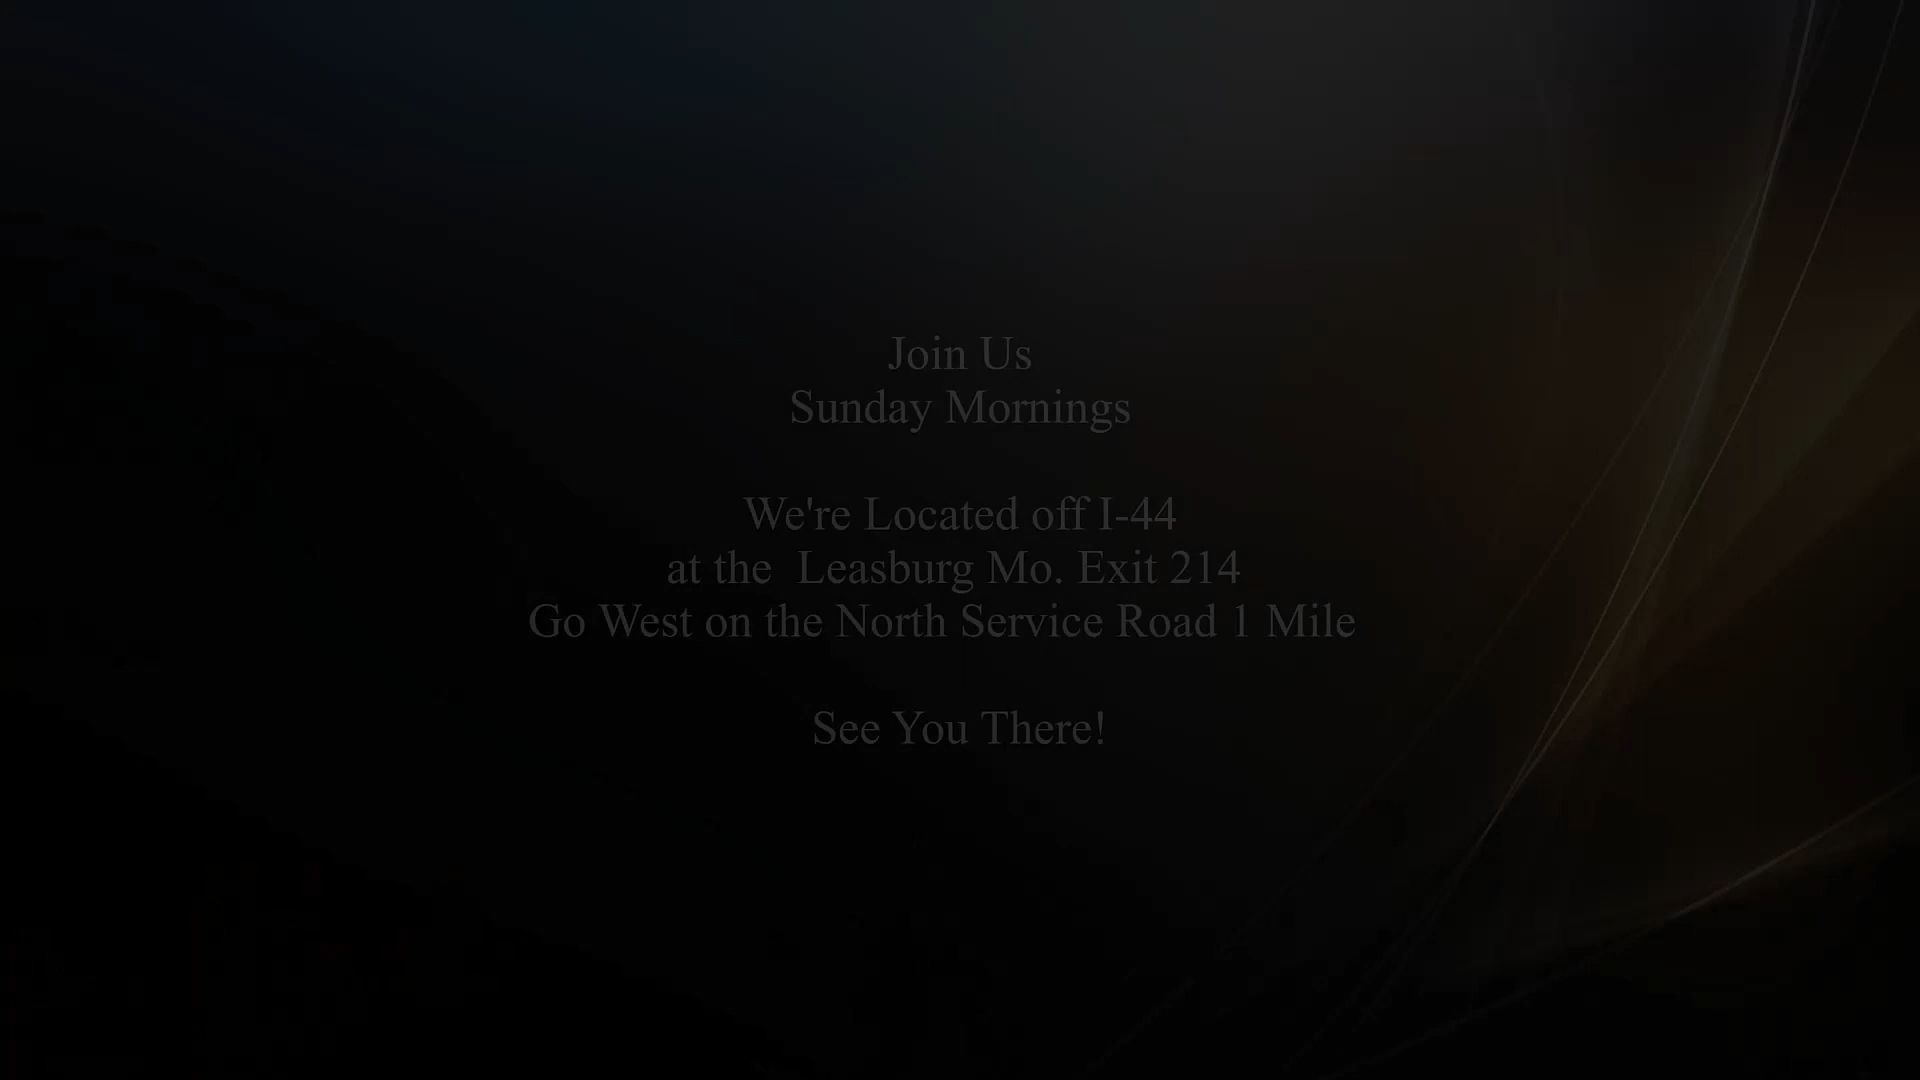 Join Us
Sunday Mornings
We're Located off I-44
at the  Leasburg Mo. Exit 214
Go West on the North Service Road 1 Mile
See You There!